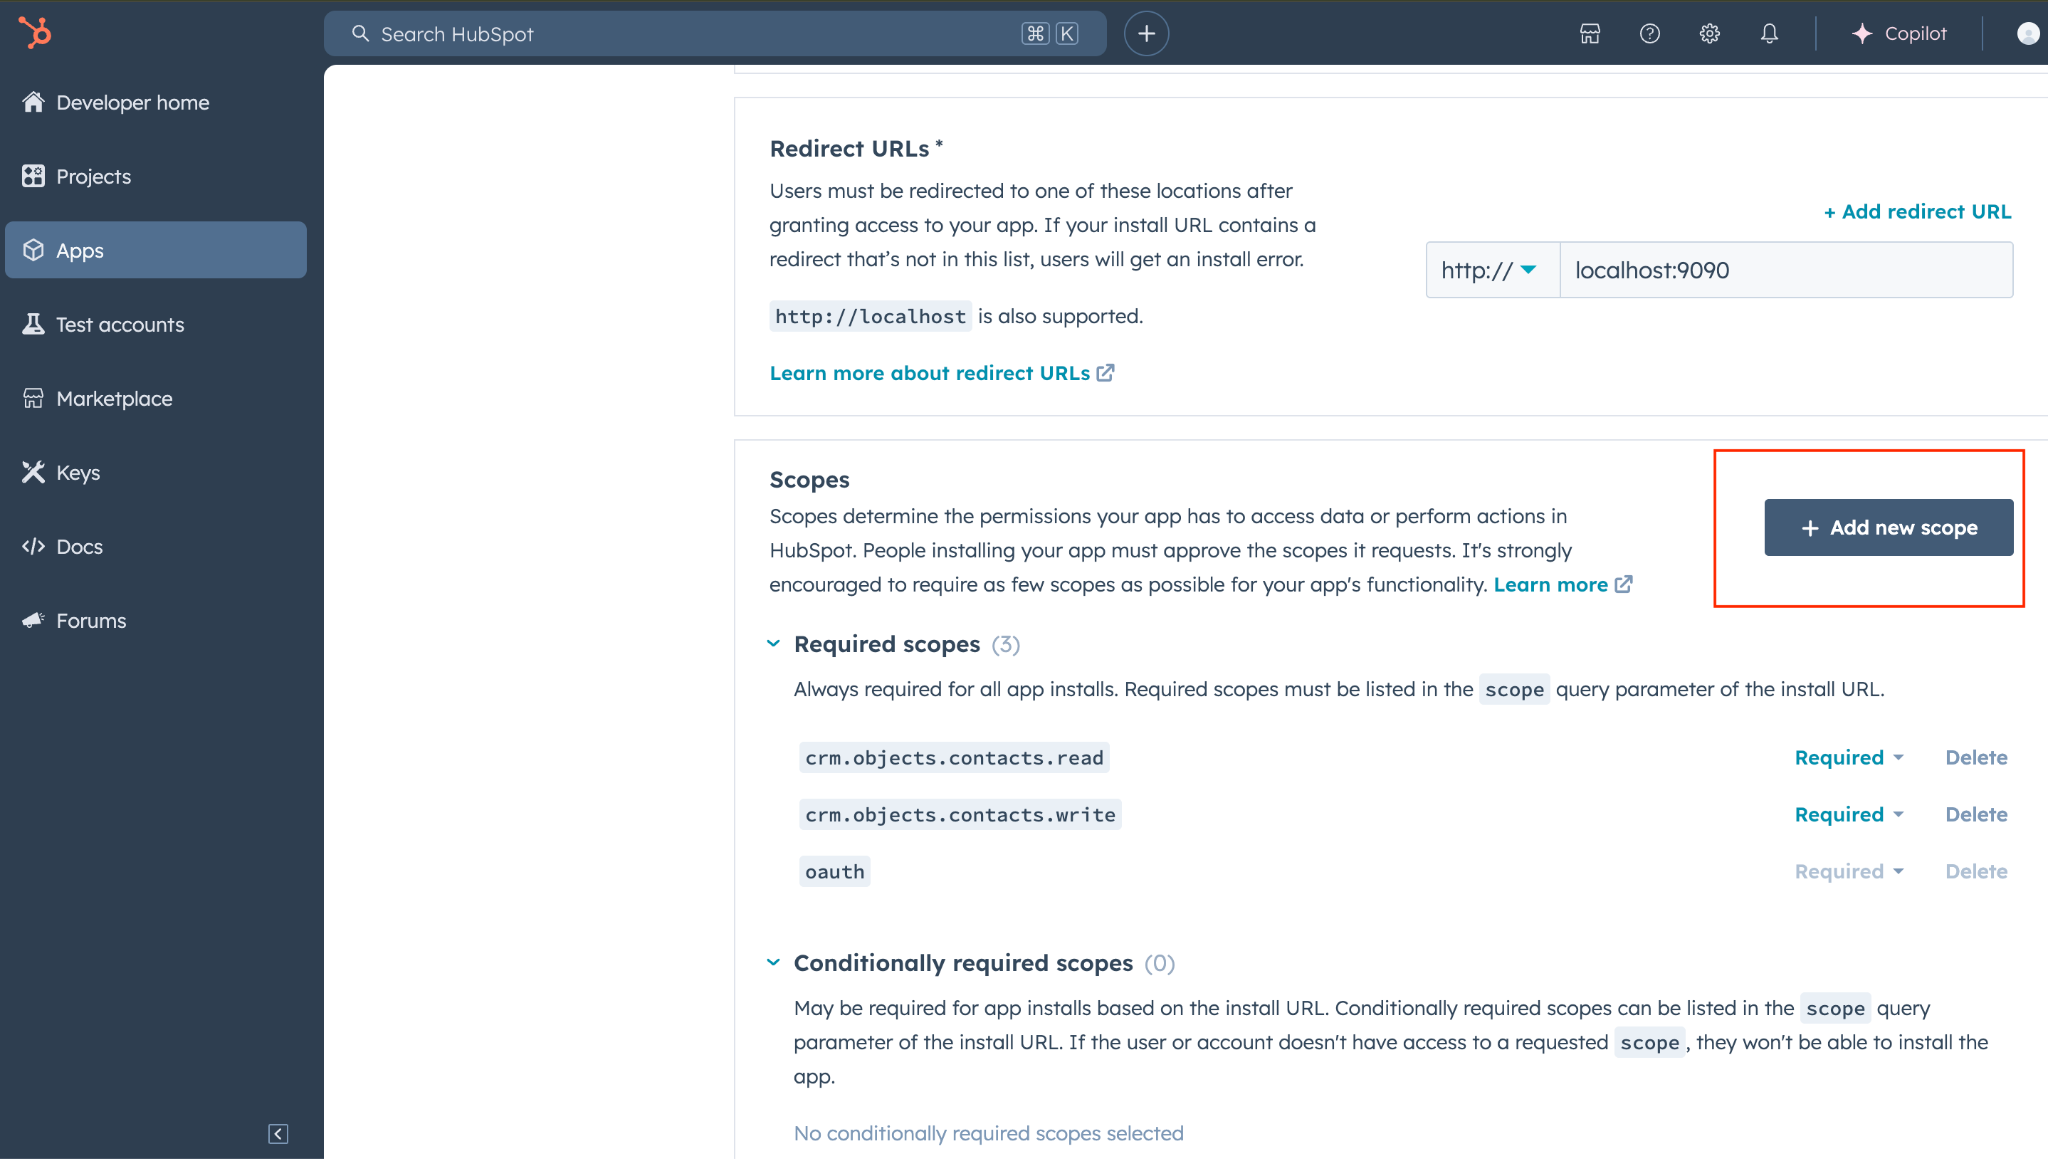 Search HubSpot
⌘ K
Copilot
Developer home
Projects
Apps
Test accounts
Marketplace
Keys
Docs
Forums
Redirect URLs *
Users must be redirected to one of these locations after
granting access to your app. If your install URL contains a
redirect that’s not in this list, users will get an install error.
http://localhost is also supported.
Learn more about redirect URLs
+ Add redirect URL
http://
localhost:9090
Scopes
Scopes determine the permissions your app has to access data or perform actions in
HubSpot. People installing your app must approve the scopes it requests. It's strongly
encouraged to require as few scopes as possible for your app's functionality. Learn more
+ Add new scope
Required scopes (3)
Always required for all app installs. Required scopes must be listed in the scope query parameter of the install URL.
crm.objects.contacts.read Required Delete
crm.objects.contacts.write Required Delete
oauth Required Delete
Conditionally required scopes (0)
May be required for app installs based on the install URL. Conditionally required scopes can be listed in the scope query
parameter of the install URL. If the user or account doesn't have access to a requested scope, they won't be able to install the
app.
No conditionally required scopes selected